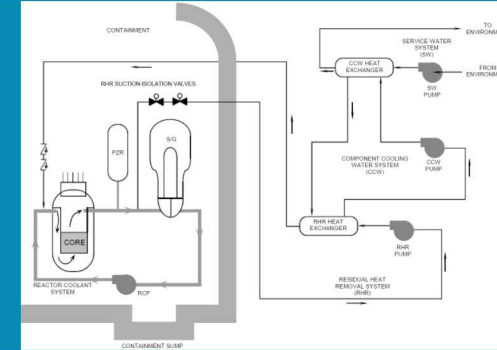 CONTAINMENT
TO
ENVIRONM
SERVICE WATER
SYSTEM
(SW)
CCW HEAT
EXCHANGER
FROM
ENVIRONM
SW
PUMP
RHR SUCTION ISOLATION VALVES
PZR
S/G
COMPONENT COOLING
WATER SYSTEM
(CCW)
CCW
PUMP
RHR HEAT
EXCHANGER
RHR
PUMP
CORE
REACTOR COOLANT
SYSTEM
RCP
RESIDUAL HEAT
REMOVAL SYSTEM
(RHR)
CONTAINMENT SUMP